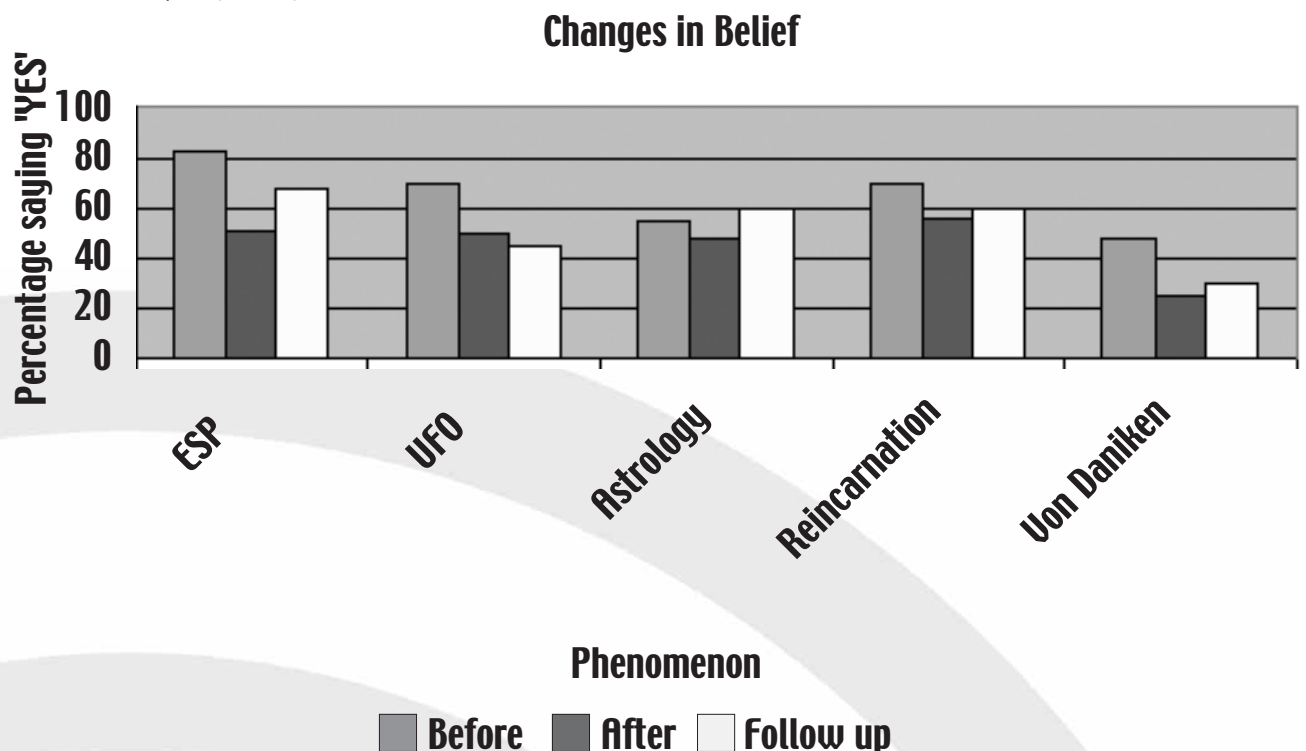 Changes in Belief
Percentage saying 'YES'
100
80
60
40
20
0
ESP
UFO
Astrology
Reincarnation
Von Daniken
Phenomenon
Before After Follow up